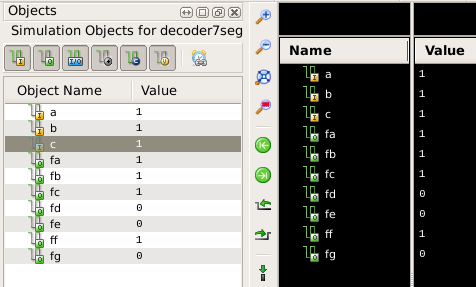 Objects
Simulation Objects for decoder7seg
Object Name Value
a 1
b 1
c 1
fa 1
fb 1
fc 1
fd 0
fe 0
ff 1
fg 0
Name Value
a 1
b 1
c 1
fa 1
fb 1
fc 1
fd 0
fe 0
ff 1
fg 0